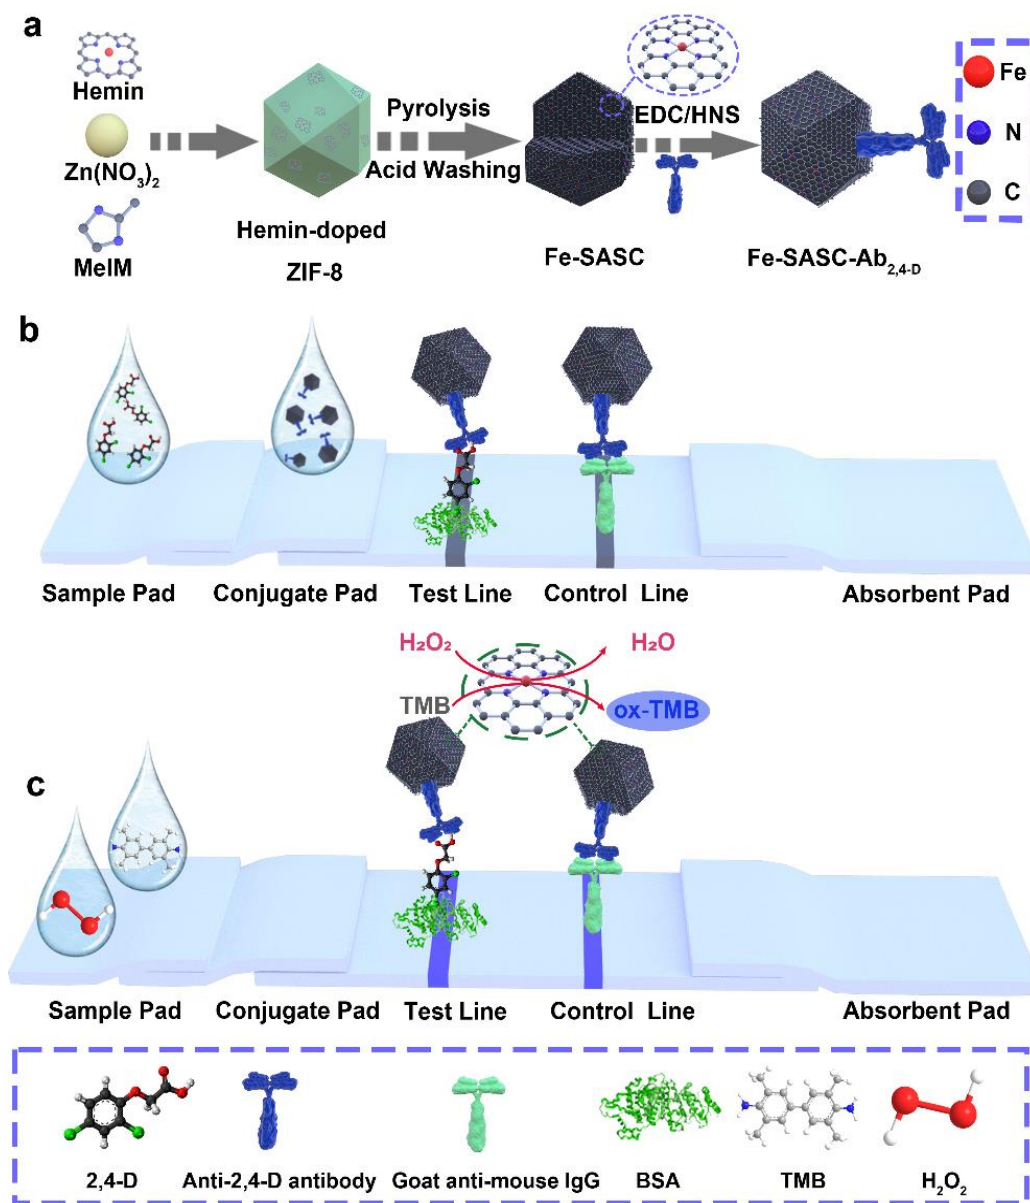 a
Hemin
Zn(NO₃)₂
MeIM
Hemin-doped
ZIF-8
Pyrolysis
Acid Washing
Fe-SASC
EDC/HNS
Fe-SASC-Ab₂,₄-D
Fe
N
C
b
Sample Pad
Conjugate Pad
Test Line
Control Line
Absorbent Pad
H₂O₂
H₂O
TMB
ox-TMB
c
Sample Pad
Conjugate Pad
Test Line
Control Line
Absorbent Pad
2,4-D
Anti-2,4-D antibody
Goat anti-mouse IgG
BSA
TMB
H₂O₂